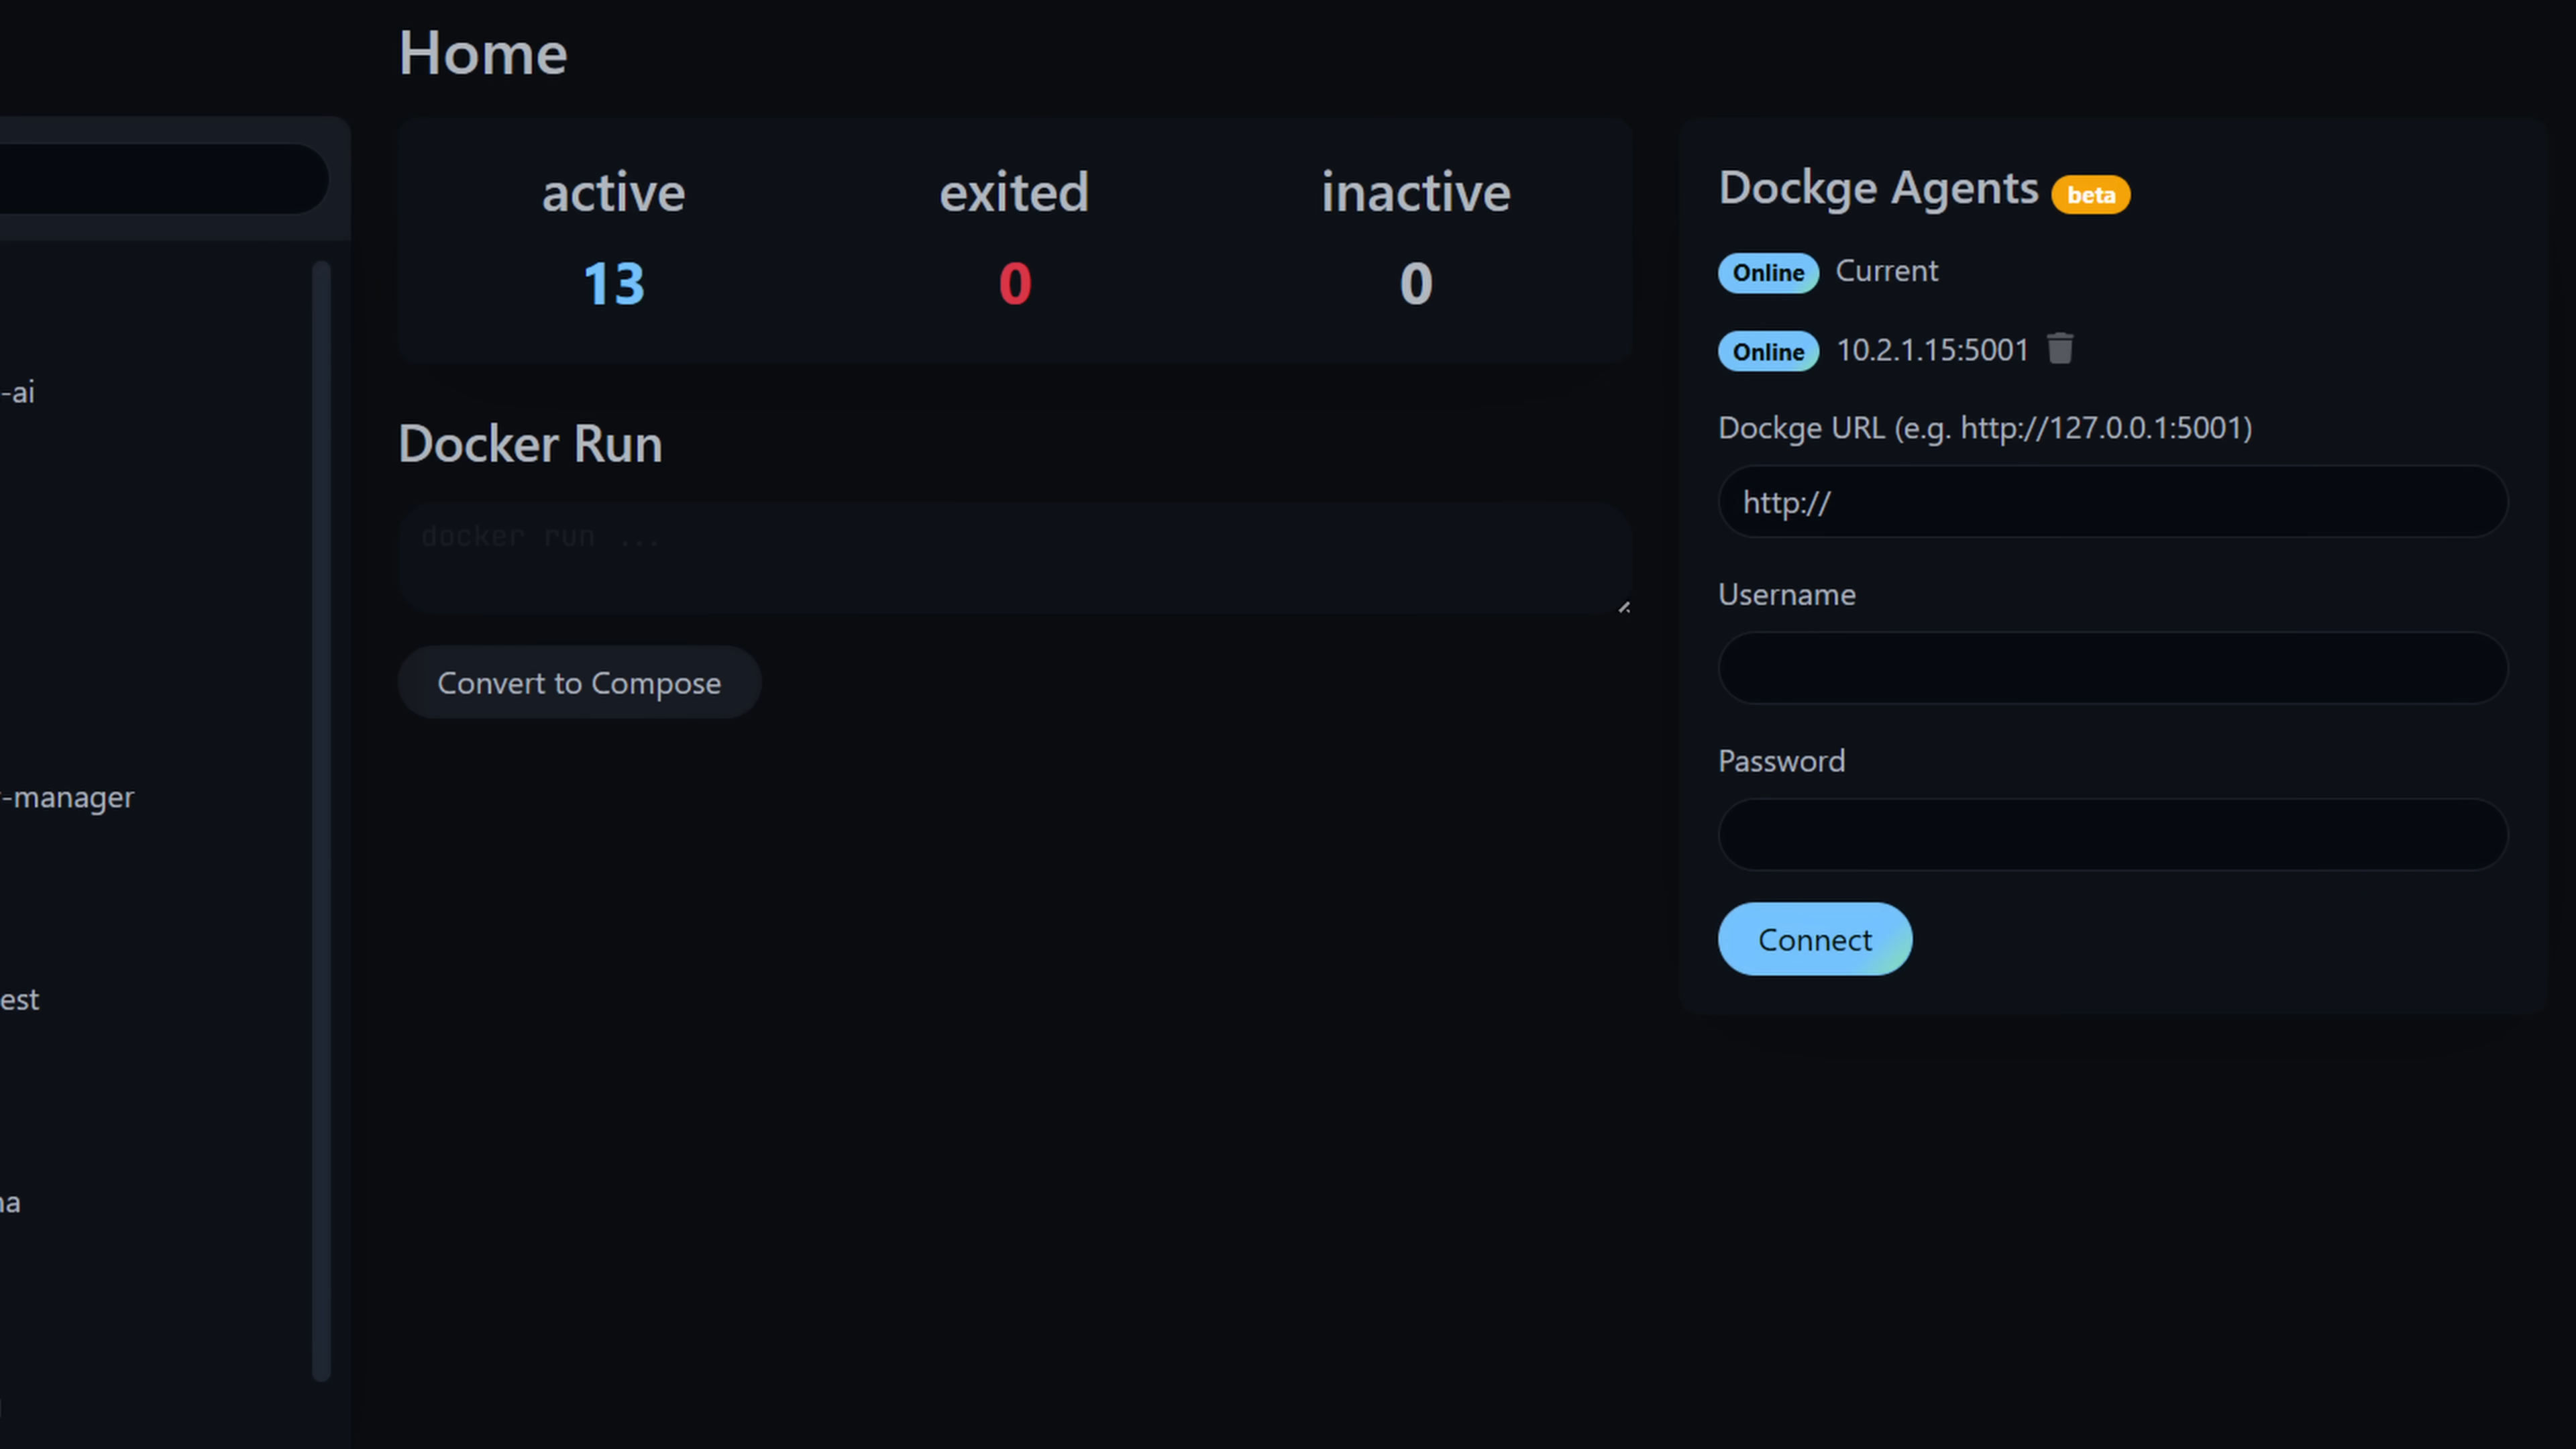 Home
-ai
-manager
est
na
active
exited
inactive
13
0
0
Docker Run
docker run ...
Convert to Compose
Dockge Agents beta
Online Current
Online 10.2.1.15:5001
Dockge URL (e.g. http://127.0.0.1:5001)
http://
Username
Password
Connect